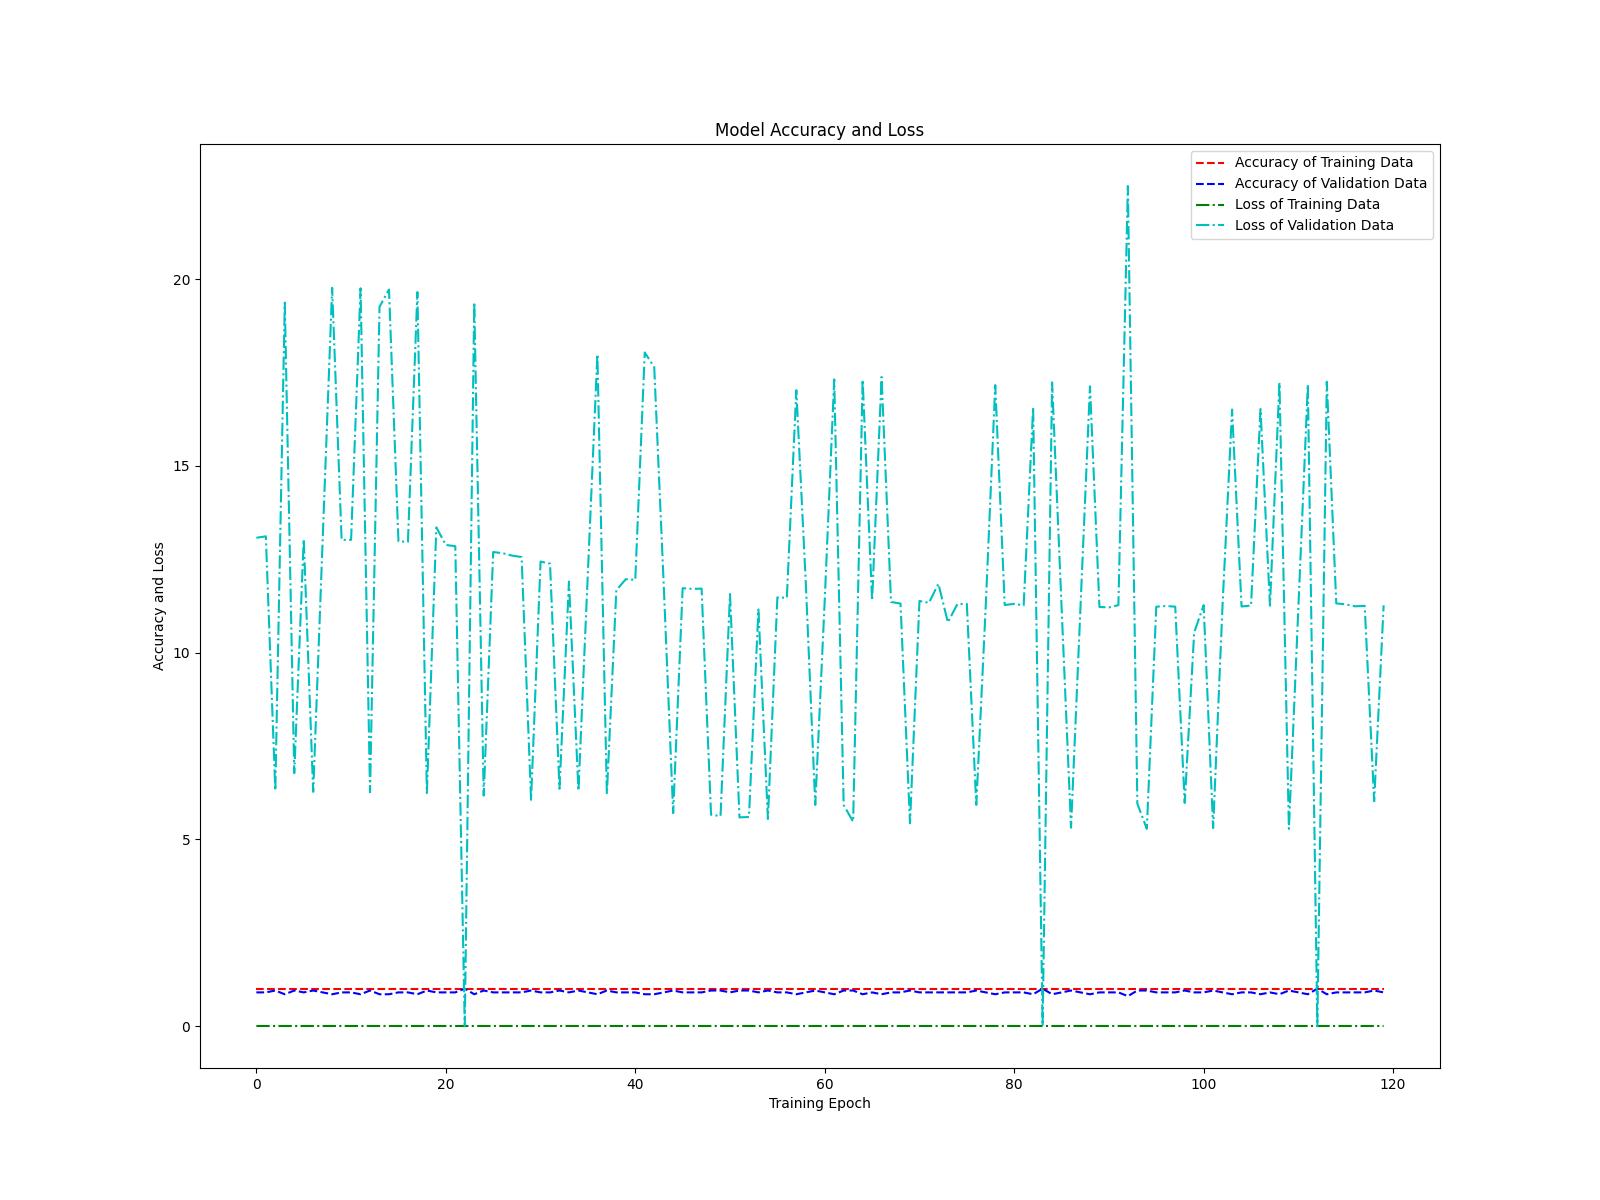 Model Accuracy and Loss
Accuracy of Training Data
Accuracy of Validation Data
Loss of Training Data
Loss of Validation Data
20
15
10
5
0
Accuracy and Loss
0 20 40 60 80 100 120
Training Epoch